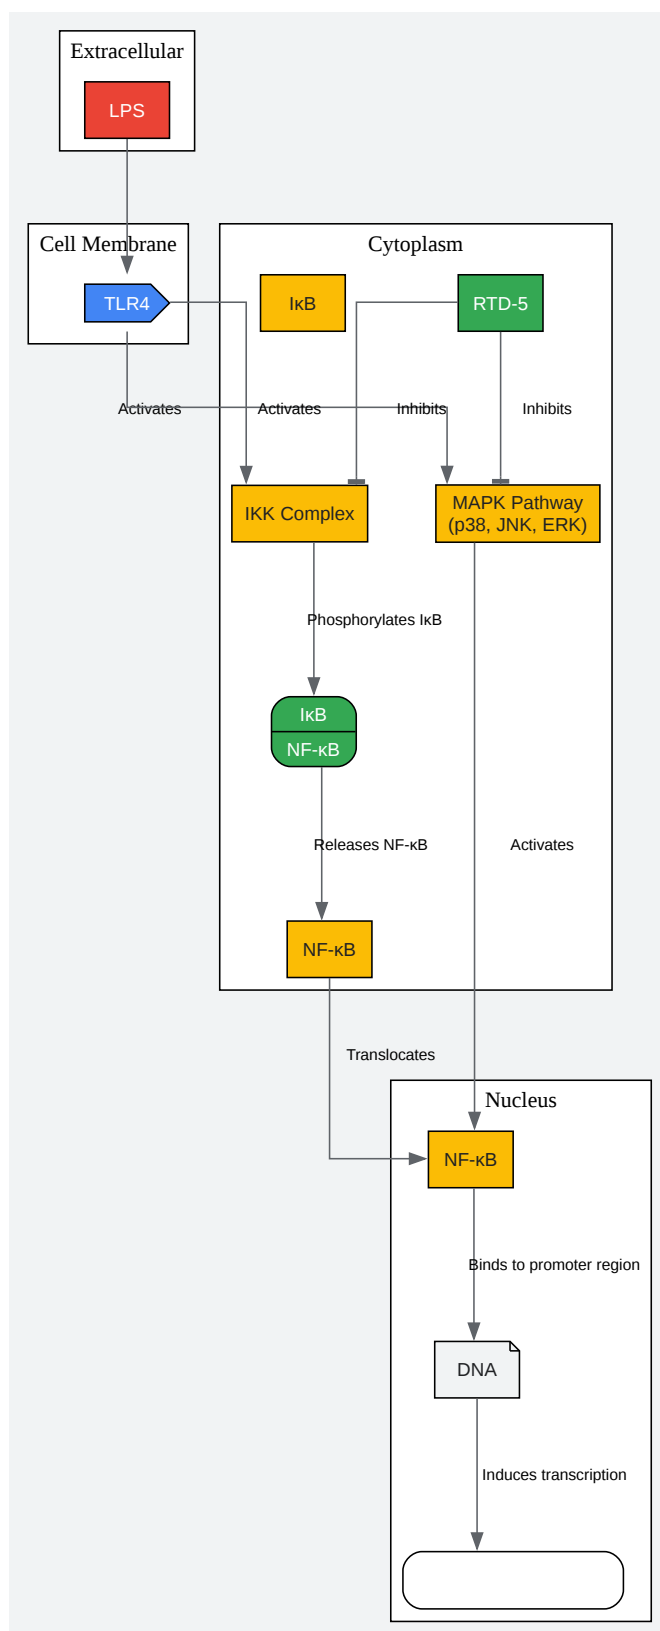 Extracellular
LPS
Cell Membrane
TLR4
Cytoplasm
IκB
RTD-5
Activates
Activates
Inhibits
Inhibits
IKK Complex
MAPK Pathway
(p38, JNK, ERK)
Phosphorylates IκB
IκB
NF-κB
Releases NF-κB
Activates
NF-κB
Translocates
Nucleus
NF-κB
Binds to promoter region
DNA
Induces transcription